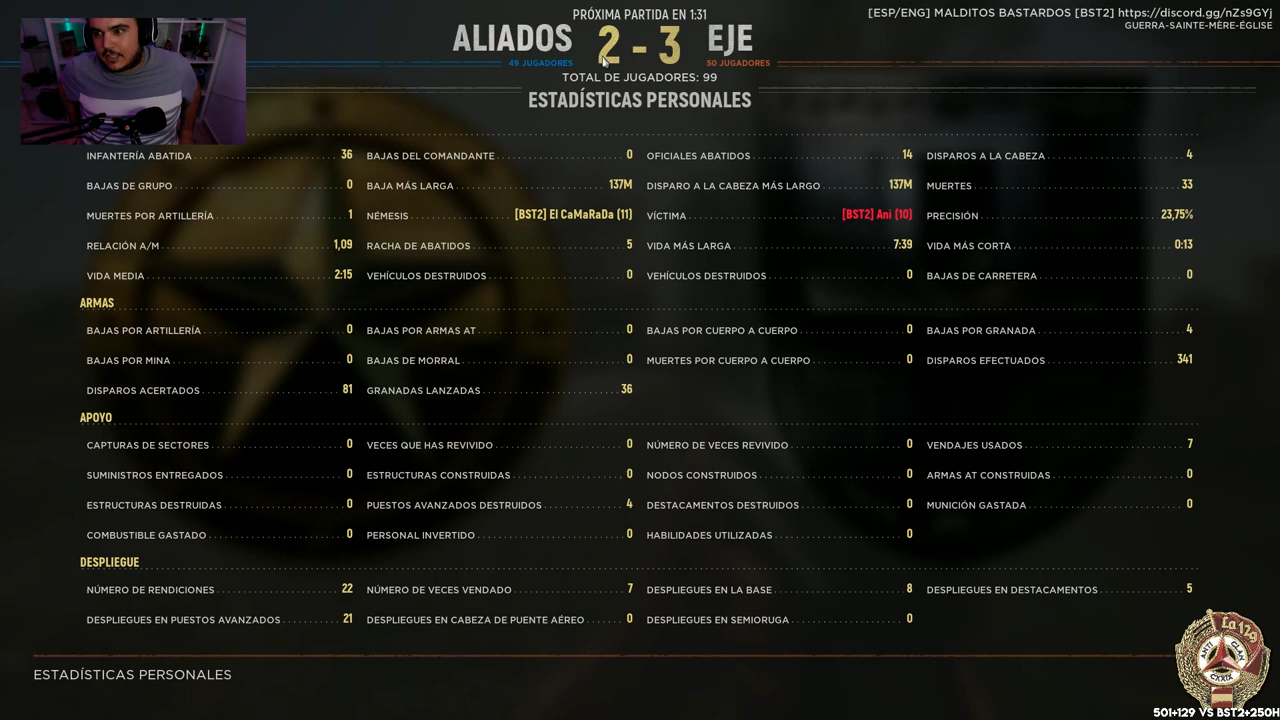 PRÓXIMA PARTIDA EN 1:31
[ESP/ENG] MALDITOS BASTARDOS [BST2] https://discord.gg/nZs9GYj
GUERRA-SAINTE-MÈRE-ÉGLISE
ALIADOS 2 - 3 EJE
49 JUGADORES 50 JUGADORES
TOTAL DE JUGADORES: 99
ESTADÍSTICAS PERSONALES
INFANTERÍA ABATIDA 36 BAJAS DEL COMANDANTE 0 OFICIALES ABATIDOS 14 DISPAROS A LA CABEZA 4
BAJAS DE GRUPO 0 BAJA MÁS LARGA 137M DISPARO A LA CABEZA MÁS LARGO 137M MUERTES 33
MUERTES POR ARTILLERÍA 1 NÉMESIS [BST2] El CaMaRaDa (11) VÍCTIMA [BST2] Ani (10) PRECISIÓN 23,75%
RELACIÓN A/M 1,09 RACHA DE ABATIDOS 5 VIDA MÁS LARGA 7:39 VIDA MÁS CORTA 0:13
VIDA MEDIA 2:15 VEHÍCULOS DESTRUIDOS 0 VEHÍCULOS DESTRUIDOS 0 BAJAS DE CARRETERA 0
ARMAS
BAJAS POR ARTILLERÍA 0 BAJAS POR ARMAS AT 0 BAJAS POR CUERPO A CUERPO 0 BAJAS POR GRANADA 4
BAJAS POR MINA 0 BAJAS DE MORRAL 0 MUERTES POR CUERPO A CUERPO 0 DISPAROS EFECTUADOS 341
DISPAROS ACERTADOS 81 GRANADAS LANZADAS 36
APOYO
CAPTURAS DE SECTORES 0 VECES QUE HAS REVIVIDO 0 NÚMERO DE VECES REVIVIDO 0 VENDAJES USADOS 7
SUMINISTROS ENTREGADOS 0 ESTRUCTURAS CONSTRUIDAS 0 NODOS CONSTRUIDOS 0 ARMAS AT CONSTRUIDAS 0
ESTRUCTURAS DESTRUIDAS 0 PUESTOS AVANZADOS DESTRUIDOS 4 DESTACAMENTOS DESTRUIDOS 0 MUNICIÓN GASTADA 0
COMBUSTIBLE GASTADO 0 PERSONAL INVERTIDO 0 HABILIDADES UTILIZADAS 0
DESPLIEGUE
NÚMERO DE RENDICIONES 22 NÚMERO DE VECES VENDADO 7 DESPLIEGUES EN LA BASE 8 DESPLIEGUES EN DESTACAMENTOS 5
DESPLIEGUES EN PUESTOS AVANZADOS 21 DESPLIEGUES EN CABEZA DE PUENTE AÉREO 0 DESPLIEGUES EN SEMIORUGA 0
ESTADÍSTICAS PERSONALES
La 129
ANTI CLAN
CXXIX
501+129 VS BST2+250H